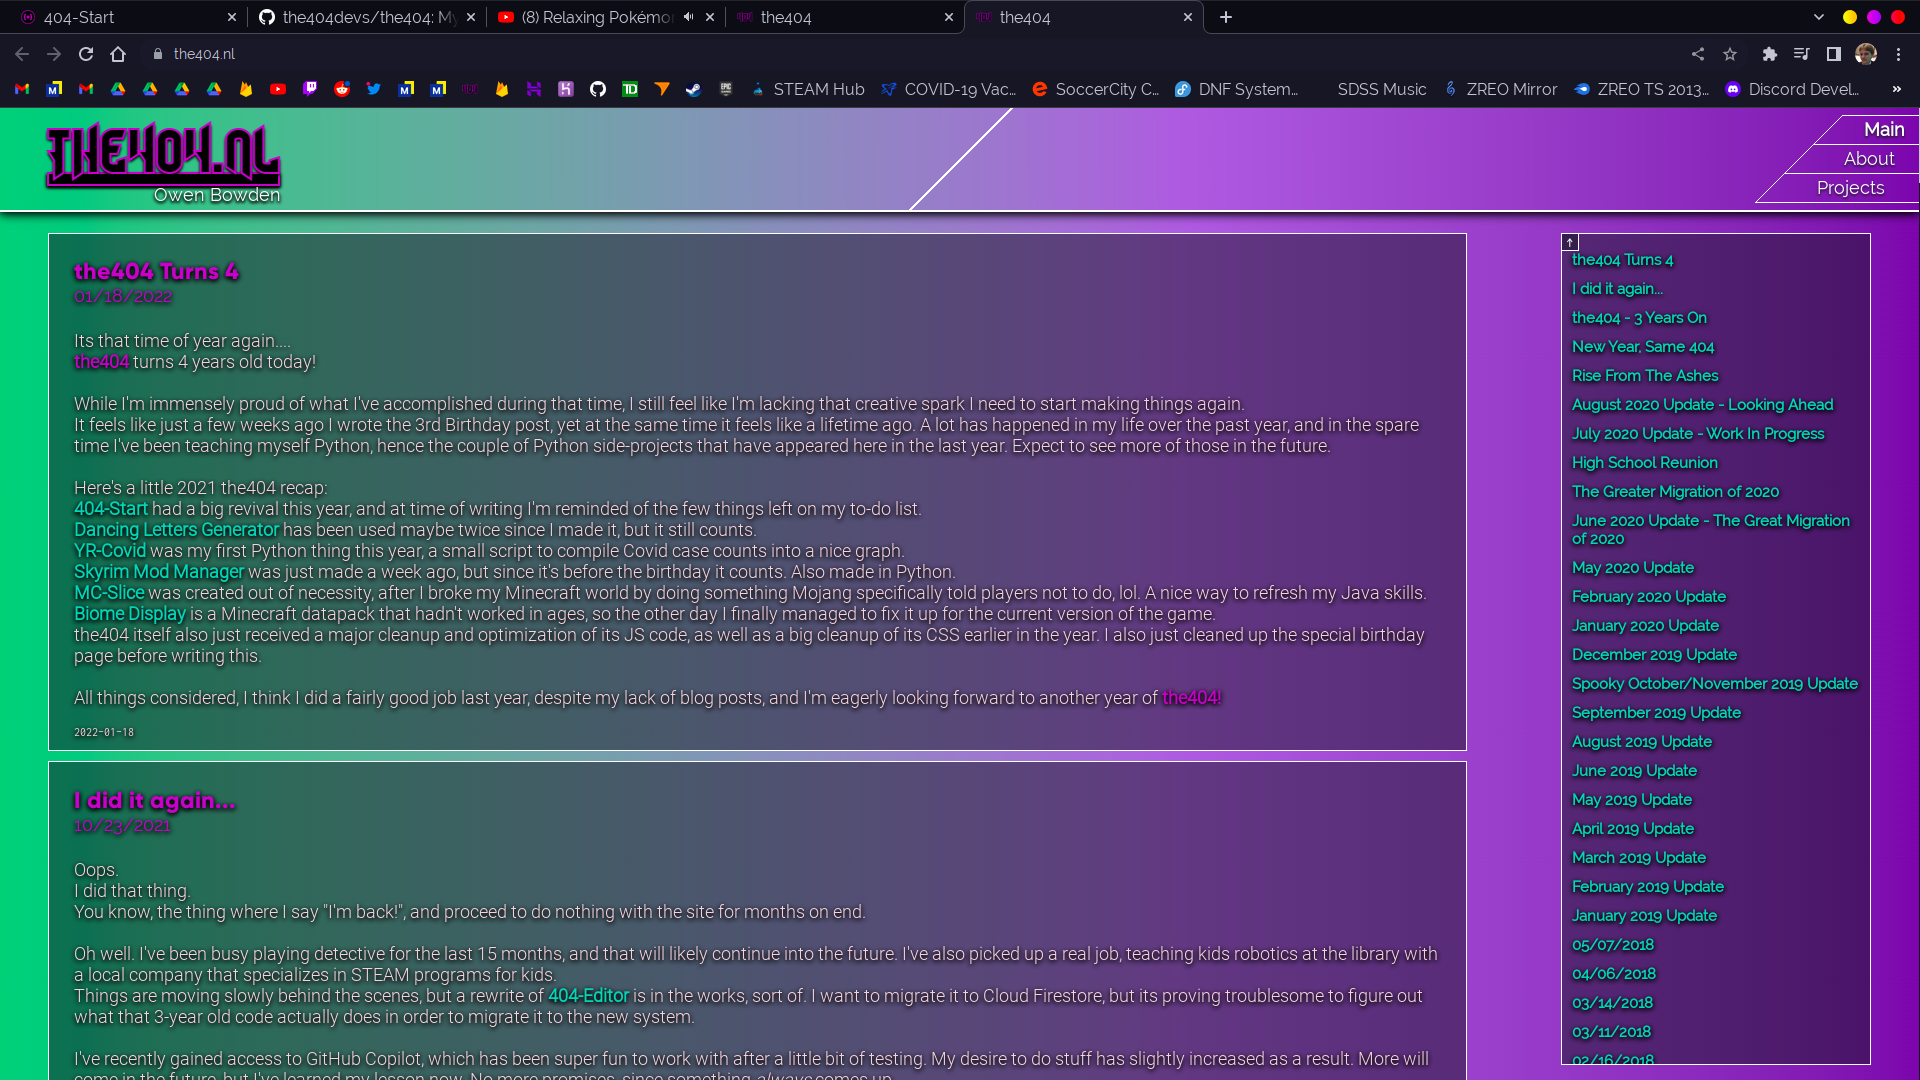 404-Start
the404devs/the404: My
(8) Relaxing Pokémon
the404
the404
the404.nl
STEAM Hub
COVID-19 Vac...
SoccerCity C...
DNF System...
SDSS Music
ZREO Mirror
ZREO TS 2013...
Discord Devel...
»
THE404.NL
Owen Bowden
Main
About
Projects
the404 Turns 4
01/18/2022
Its that time of year again....
the404 turns 4 years old today!
While I'm immensely proud of what I've accomplished during that time, I still feel like I'm lacking that creative spark I need to start making things again.
It feels like just a few weeks ago I wrote the 3rd Birthday post, yet at the same time it feels like a lifetime ago. A lot has happened in my life over the past year, and in the spare
time I've been teaching myself Python, hence the couple of Python side-projects that have appeared here in the last year. Expect to see more of those in the future.
Here's a little 2021 the404 recap:
404-Start had a big revival this year, and at time of writing I'm reminded of the few things left on my to-do list.
Dancing Letters Generator has been used maybe twice since I made it, but it still counts.
YR-Covid was my first Python thing this year, a small script to compile Covid case counts into a nice graph.
Skyrim Mod Manager was just made a week ago, but since it's before the birthday it counts. Also made in Python.
MC-Slice was created out of necessity, after I broke my Minecraft world by doing something Mojang specifically told players not to do, lol. A nice way to refresh my Java skills.
Biome Display is a Minecraft datapack that hadn't worked in ages, so the other day I finally managed to fix it up for the current version of the game.
the404 itself also just received a major cleanup and optimization of its JS code, as well as a big cleanup of its CSS earlier in the year. I also just cleaned up the special birthday
page before writing this.
All things considered, I think I did a fairly good job last year, despite my lack of blog posts, and I'm eagerly looking forward to another year of the404!
2022-01-18
I did it again...
10/23/2021
Oops.
I did that thing.
You know, the thing where I say "I'm back!", and proceed to do nothing with the site for months on end.
Oh well. I've been busy playing detective for the last 15 months, and that will likely continue into the future. I've also picked up a real job, teaching kids robotics at the library with
a local company that specializes in STEAM programs for kids.
Things are moving slowly behind the scenes, but a rewrite of 404-Editor is in the works, sort of. I want to migrate it to Cloud Firestore, but its proving troublesome to figure out
what that 3-year old code actually does in order to migrate it to the new system.
I've recently gained access to GitHub Copilot, which has been super fun to work with after a little bit of testing. My desire to do stuff has slightly increased as a result. More will
come in the future, but I've learned my lesson now. No more promises, since something always comes up.
the404 Turns 4
I did it again...
the404 - 3 Years On
New Year, Same 404
Rise From The Ashes
August 2020 Update - Looking Ahead
July 2020 Update - Work In Progress
High School Reunion
The Greater Migration of 2020
June 2020 Update - The Great Migration
of 2020
May 2020 Update
February 2020 Update
January 2020 Update
December 2019 Update
Spooky October/November 2019 Update
September 2019 Update
August 2019 Update
June 2019 Update
May 2019 Update
April 2019 Update
March 2019 Update
February 2019 Update
January 2019 Update
05/07/2018
04/06/2018
03/14/2018
03/11/2018
02/16/2018